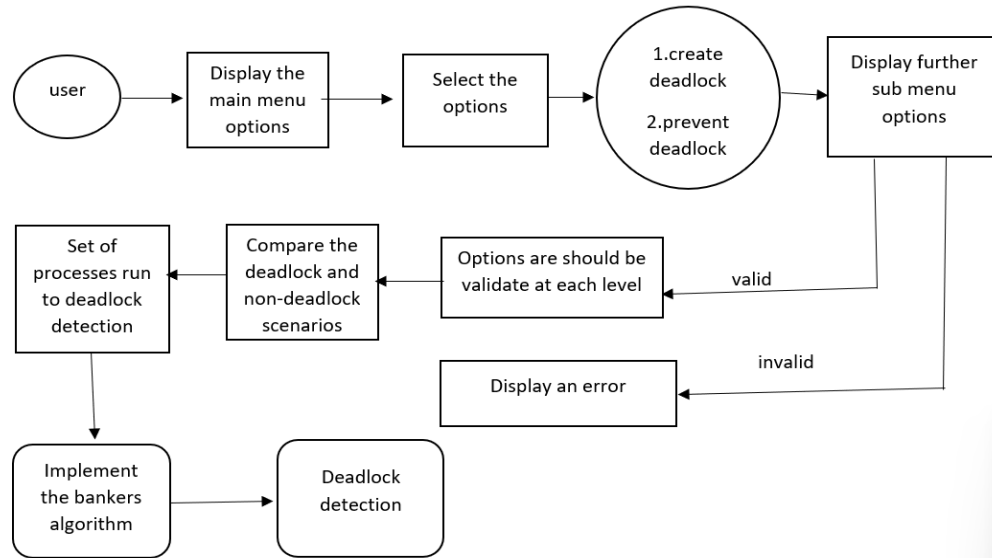 user
Display the
main menu
options
Select the
options
1.create
deadlock
2.prevent
deadlock
Display further
sub menu
options
Set of
processes run
to deadlock
detection
Compare the
deadlock and
non-deadlock
scenarios
Options are should be
validate at each level
valid
invalid
Display an error
Implement
the bankers
algorithm
Deadlock
detection